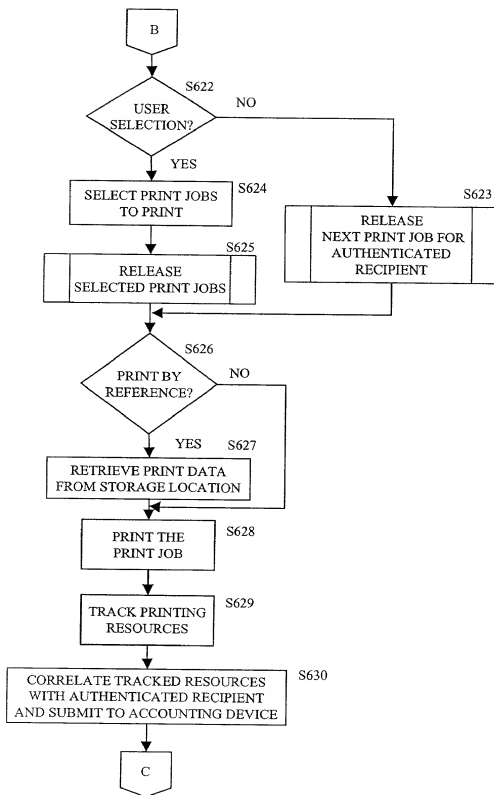 B
S622
USER
SELECTION?
NO
YES
S624
SELECT PRINT JOBS
TO PRINT
S623
RELEASE
NEXT PRINT JOB FOR
AUTHENTICATED
RECIPIENT
S625
RELEASE
SELECTED PRINT JOBS
S626
PRINT BY
REFERENCE?
NO
YES
S627
RETRIEVE PRINT DATA
FROM STORAGE LOCATION
S628
PRINT THE
PRINT JOB
S629
TRACK PRINTING
RESOURCES
S630
CORRELATE TRACKED RESOURCES
WITH AUTHENTICATED RECIPIENT
AND SUBMIT TO ACCOUNTING DEVICE
C